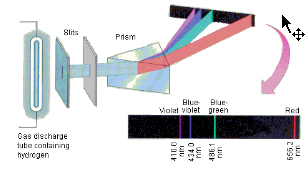 Slits
Prism
Gas discharge
tube containing
hydrogen
Violet
Blue-
violet
Blue-
green
Red
410.0
nm
434.0
nm
486.1
nm
656.2
nm